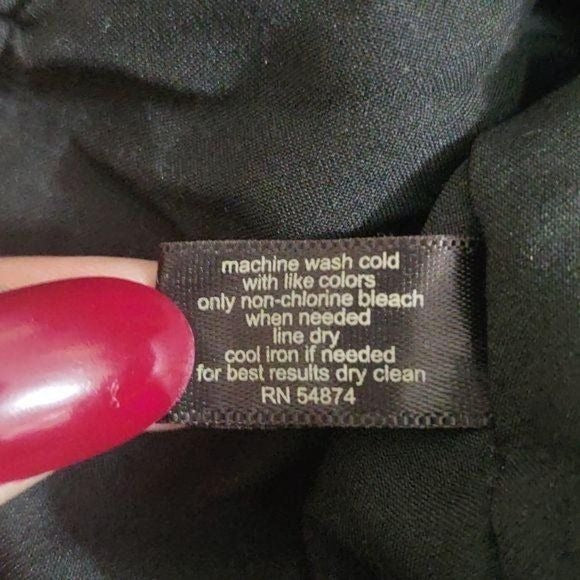 machine wash cold
with like colors
only non-chlorine bleach
when needed
line dry
cool iron if needed
for best results dry clean
RN 54874